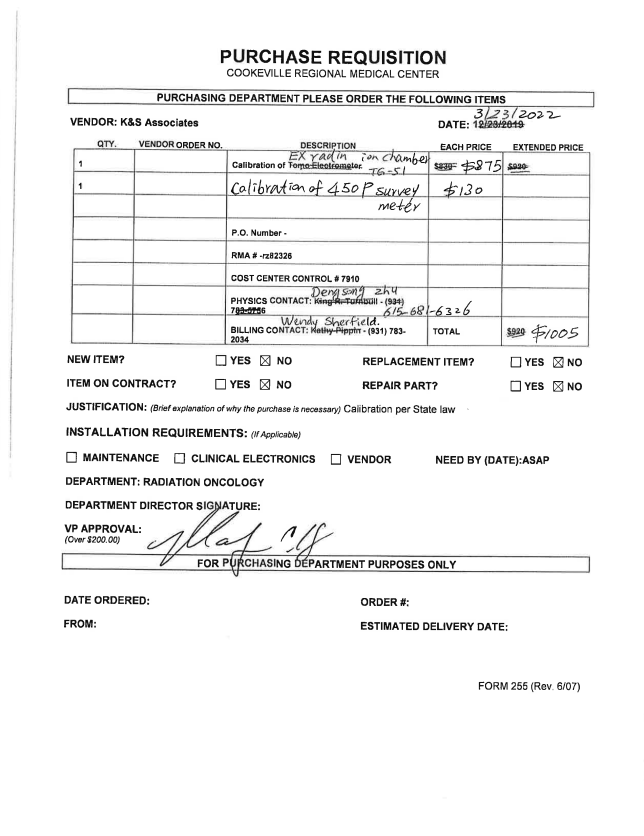 PURCHASE REQUISITION
COOKEVILLE REGIONAL MEDICAL CENTER
PURCHASING DEPARTMENT PLEASE ORDER THE FOLLOWING ITEMS
3/23/2022
VENDOR: K&S Associates DATE: 12/23/2019
QTY. VENDOR ORDER NO. DESCRIPTION EACH PRICE EXTENDED PRICE
EXradin ion chamber
1 Calibration of Tomo Electrometer TG-51 $875 $920
1 Calibration of 450P survey $130
meter
P.O. Number -
RMA # -rz82326
COST CENTER CONTROL # 7910
Dengsong Zhu
PHYSICS CONTACT: King R. Turnbull - (931)
783-5756 615-681-6326
Wendy Sherfield.
BILLING CONTACT: Kathy Pippin - (931) 783- TOTAL $920 $1005
2034
NEW ITEM? ☐ YES ☒ NO REPLACEMENT ITEM? ☐ YES ☒ NO
ITEM ON CONTRACT? ☐ YES ☒ NO REPAIR PART? ☐ YES ☒ NO
JUSTIFICATION: (Brief explanation of why the purchase is necessary) Calibration per State law
INSTALLATION REQUIREMENTS: (If Applicable)
☐ MAINTENANCE ☐ CLINICAL ELECTRONICS ☐ VENDOR NEED BY (DATE):ASAP
DEPARTMENT: RADIATION ONCOLOGY
DEPARTMENT DIRECTOR SIGNATURE:
VP APPROVAL:
(Over $200.00)
FOR PURCHASING DEPARTMENT PURPOSES ONLY
DATE ORDERED: ORDER #:
FROM: ESTIMATED DELIVERY DATE:
FORM 255 (Rev. 6/07)